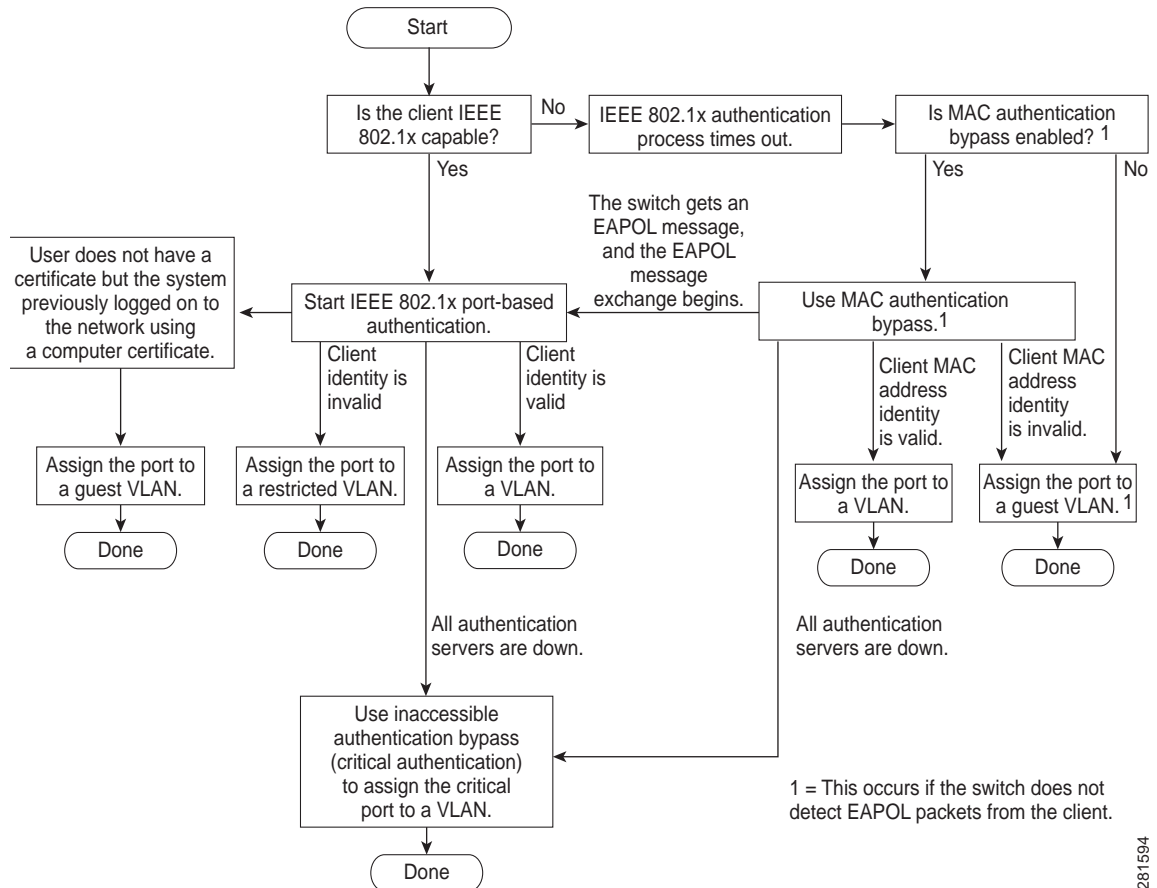 Start
Is the client IEEE
802.1x capable?
No
IEEE 802.1x authentication
process times out.
Is MAC authentication
bypass enabled? 1
Yes
Yes
No
The switch gets an
EAPOL message,
and the EAPOL
message
exchange begins.
User does not have a
certificate but the system
previously logged on to
the network using
a computer certificate.
Start IEEE 802.1x port-based
authentication.
Use MAC authentication
bypass.1
Client
identity is
invalid
Client
identity is
valid
Client MAC
address
identity
is valid.
Client MAC
address
identity
is invalid.
Assign the port to
a guest VLAN.
Assign the port to
a restricted VLAN.
Assign the port to
a VLAN.
Assign the port to
a VLAN.
Assign the port to
a guest VLAN. 1
Done
Done
Done
Done
Done
All authentication
servers are down.
All authentication
servers are down.
Use inaccessible
authentication bypass
(critical authentication)
to assign the critical
port to a VLAN.
1 = This occurs if the switch does not
detect EAPOL packets from the client.
Done
281594